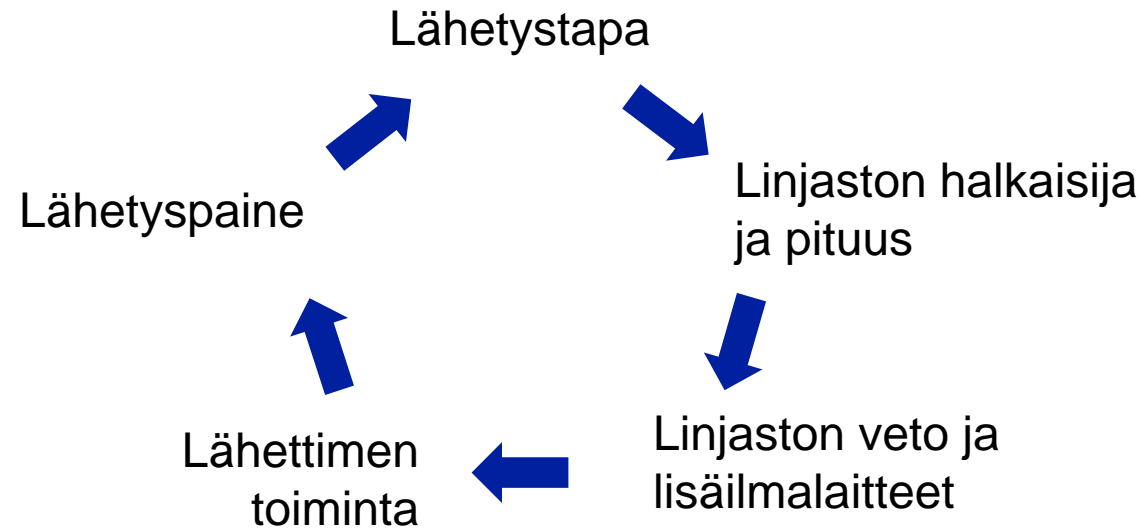 Lähetystapa
Linjaston halkaisija
ja pituus
Linjaston veto ja
lisäilmalaitteet
Lähettimen
toiminta
Lähetyspaine